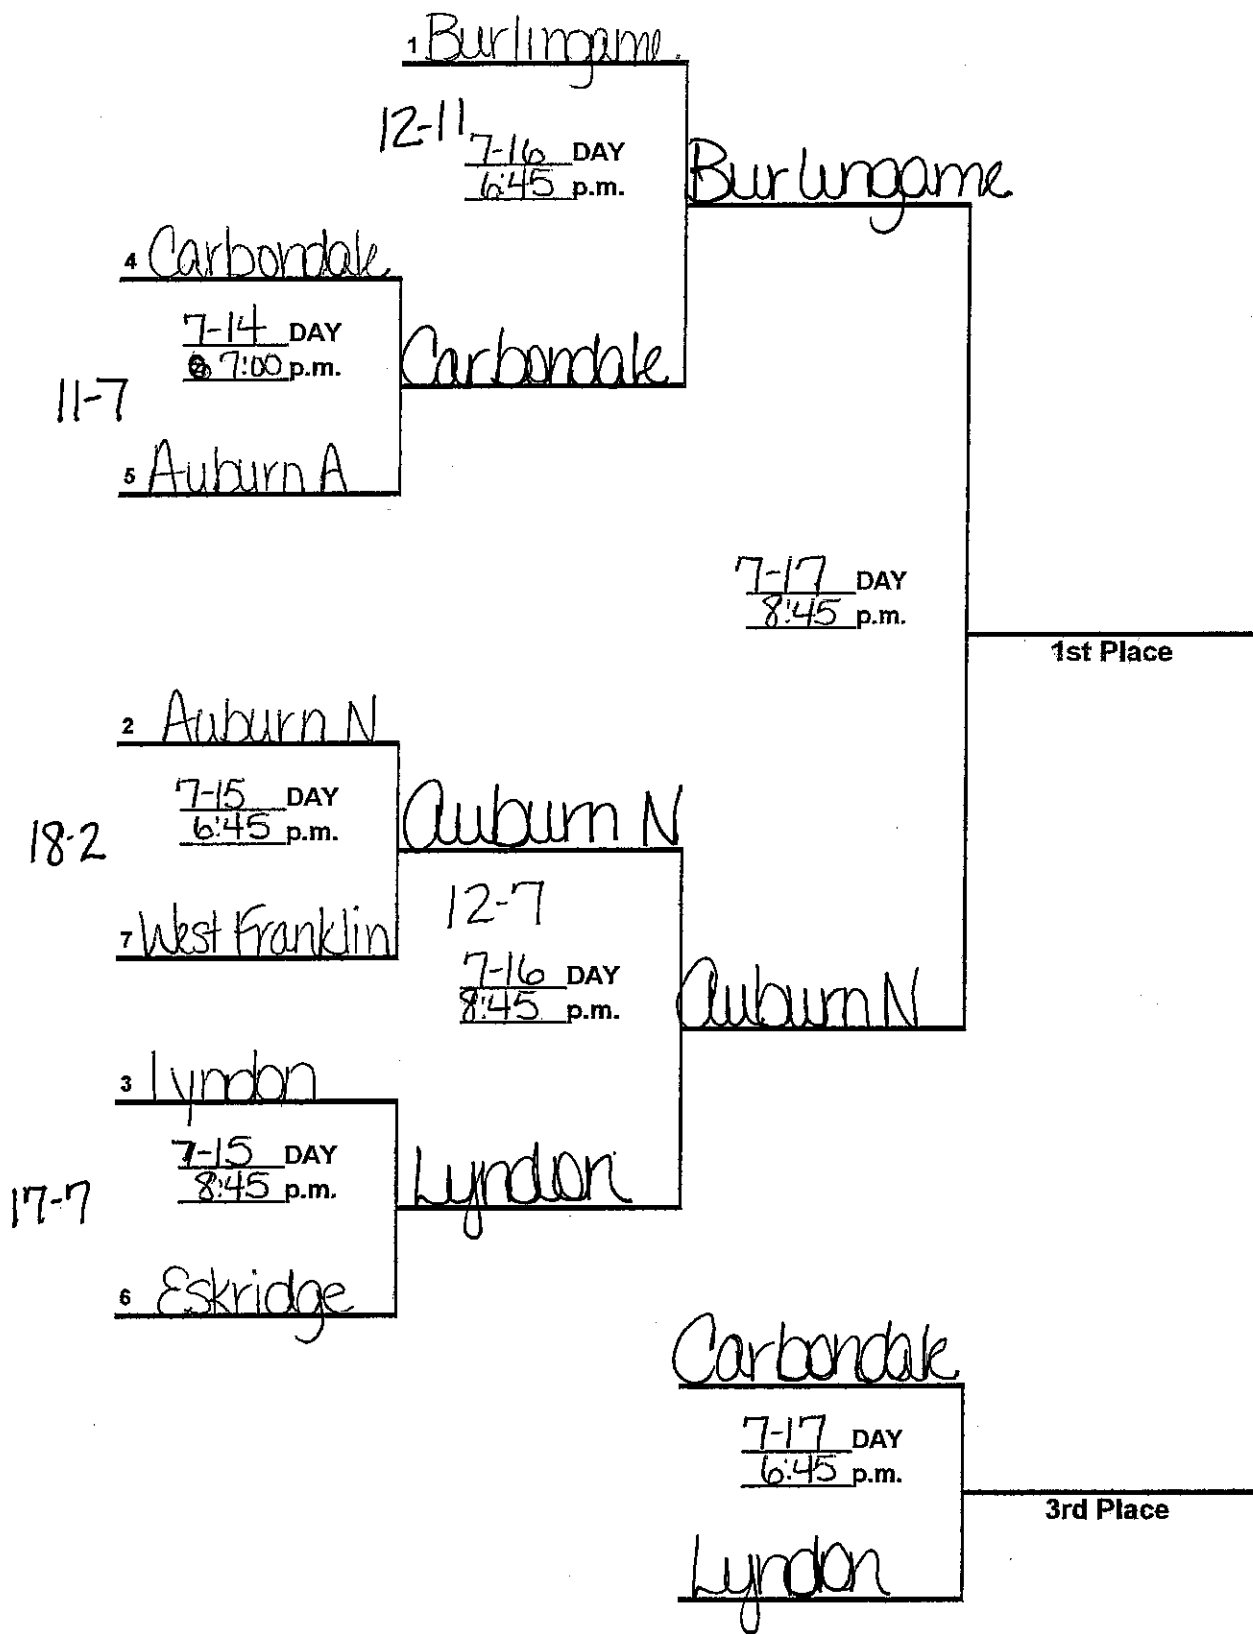 1 Burlingame.
12-11
7-16 DAY
6:45 p.m.
Burlingame
4 Carbondale
7-14 DAY
7:00 p.m.
Carbondale
11-7
5 Auburn A
7-17 DAY
8:45 p.m.
1st Place
2 Auburn N
7-15 DAY
6:45 p.m.
Auburn N
18-2
12-7
7 West Franklin
7-16 DAY
8:45 p.m.
Auburn N
3 Lyndon
7-15 DAY
8:45 p.m.
Lyndon
17-7
6 Eskridge
Carbondale
7-17 DAY
6:45 p.m.
3rd Place
Lyndon